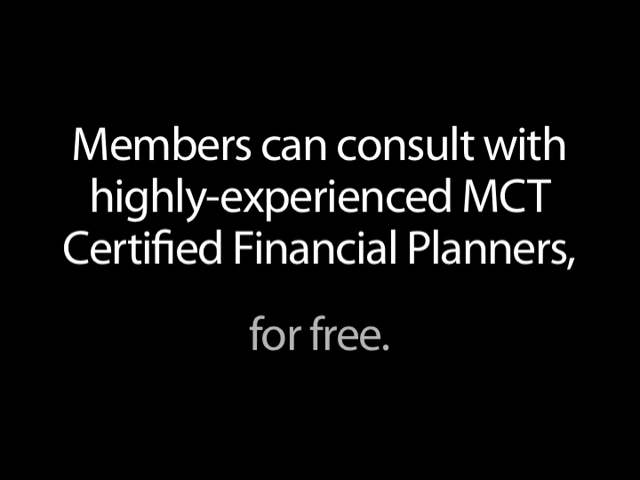 Members can consult with
highly-experienced MCT
Certified Financial Planners,
for free.